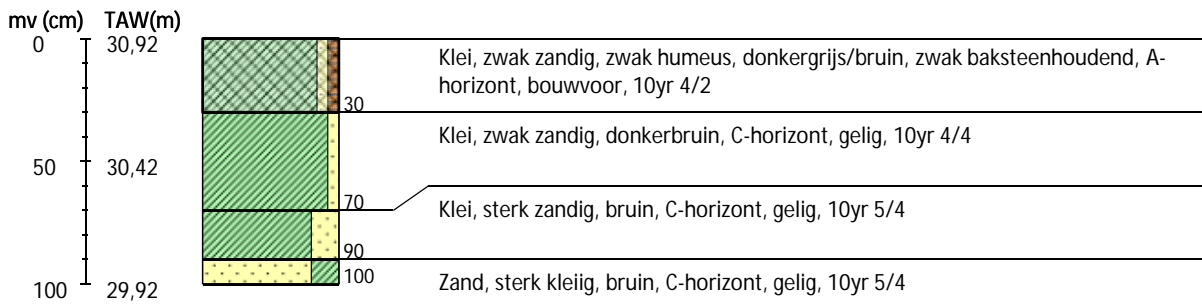 mv (cm) TAW(m)
0 30,92
Klei, zwak zandig, zwak humeus, donkergrijs/bruin, zwak baksteenhoudend, A-
horizont, bouwvoor, 10yr 4/2
30
Klei, zwak zandig, donkerbruin, C-horizont, gelig, 10yr 4/4
50 30,42
70
Klei, sterk zandig, bruin, C-horizont, gelig, 10yr 5/4
90
100
Zand, sterk kleiig, bruin, C-horizont, gelig, 10yr 5/4
100 29,92